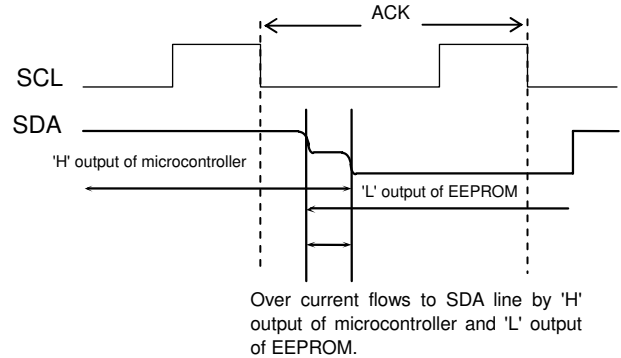 ACK
SCL
SDA
'H' output of microcontroller
'L' output of EEPROM
Over current flows to SDA line by 'H'
output of microcontroller and 'L' output
of EEPROM.